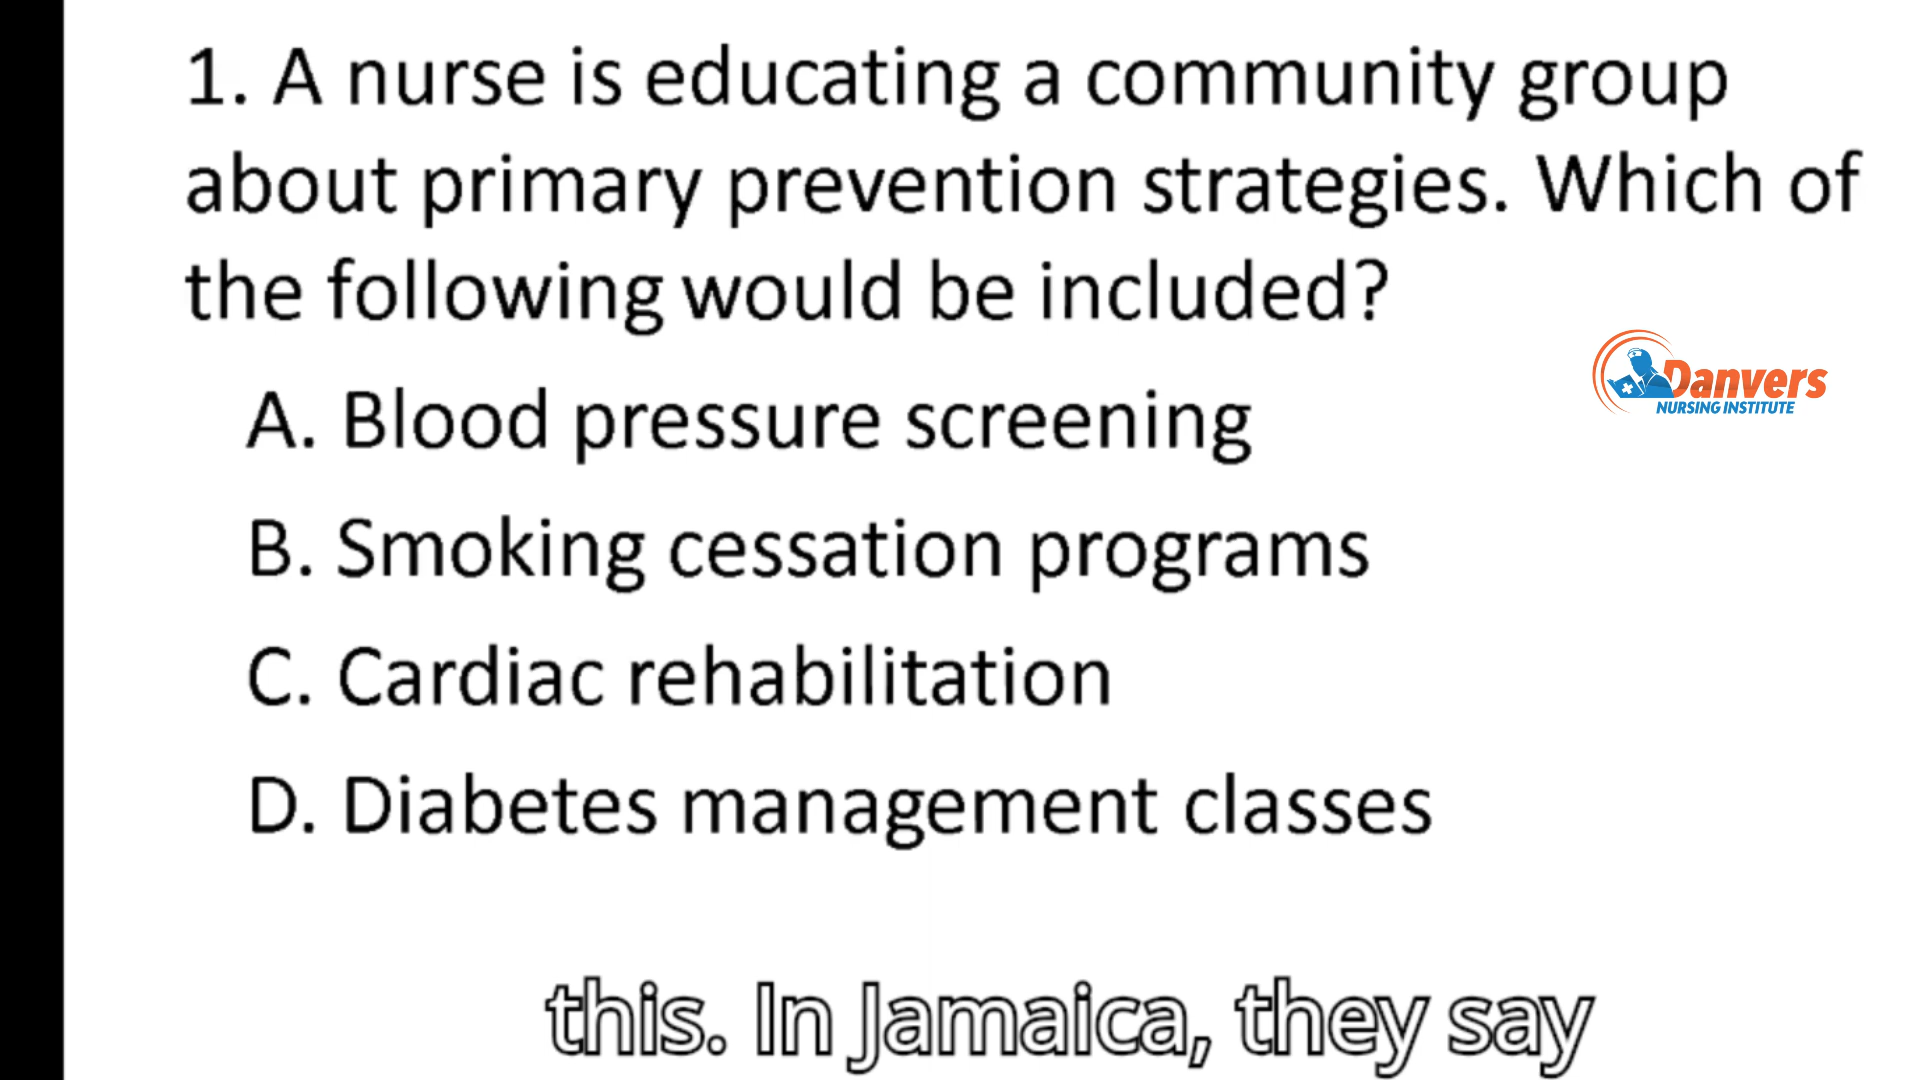 1. A nurse is educating a community group
about primary prevention strategies. Which of
the following would be included?
Danvers
NURSING INSTITUTE
A. Blood pressure screening
B. Smoking cessation programs
C. Cardiac rehabilitation
D. Diabetes management classes
this. In Jamaica, they say